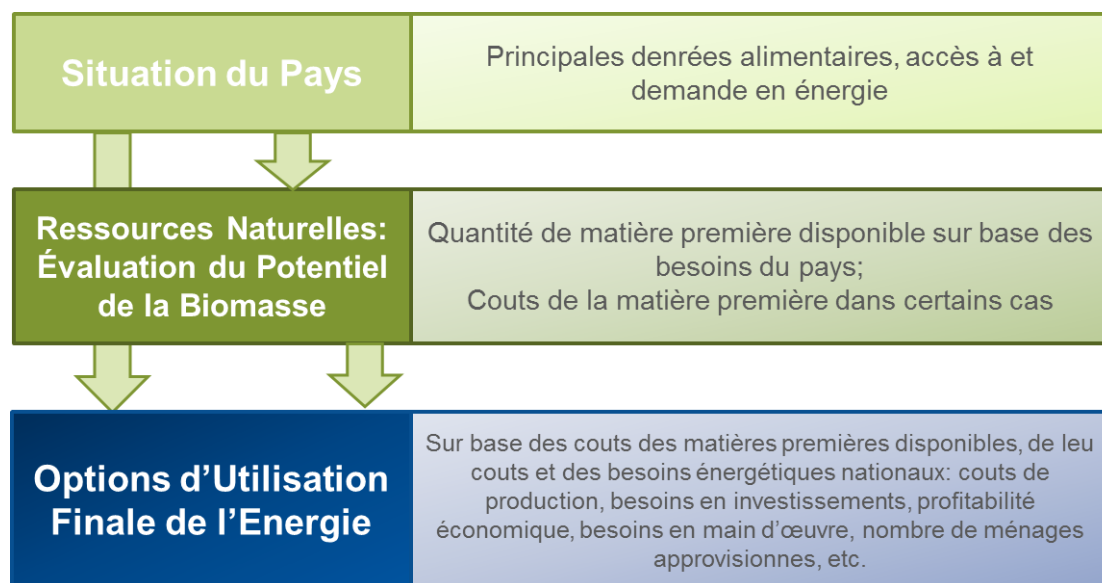 Situation du Pays
Principales denrées alimentaires, accès à et
demande en énergie
Ressources Naturelles:
Évaluation du Potentiel
de la Biomasse
Quantité de matière première disponible sur base des
besoins du pays;
Couts de la matière première dans certains cas
Options d’Utilisation
Finale de l’Energie
Sur base des couts des matières premières disponibles, de leu
couts et des besoins énergétiques nationaux: couts de
production, besoins en investissements, profitabilité
économique, besoins en main d’œuvre, nombre de ménages
approvisionnes, etc.